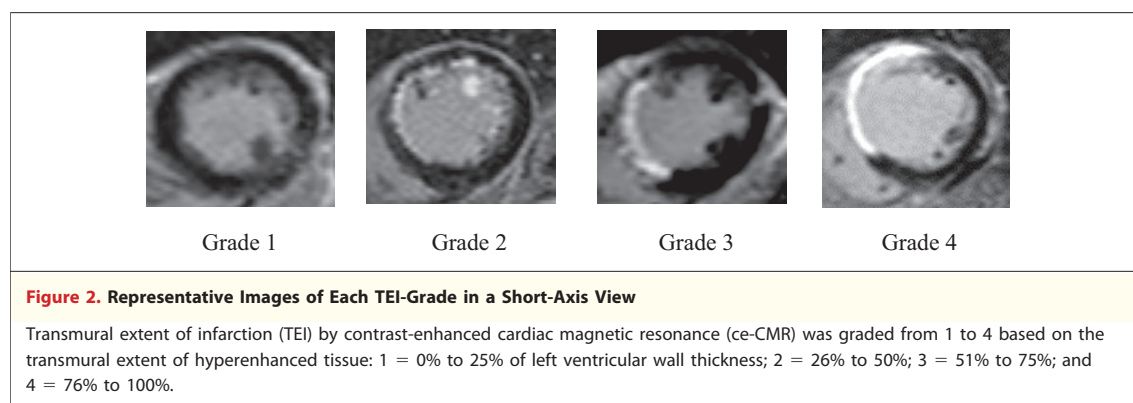 Grade 1 Grade 2 Grade 3 Grade 4
Figure 2. Representative Images of Each TEI-Grade in a Short-Axis View
Transmural extent of infarction (TEI) by contrast-enhanced cardiac magnetic resonance (ce-CMR) was graded from 1 to 4 based on the
transmural extent of hyperenhanced tissue: 1 = 0% to 25% of left ventricular wall thickness; 2 = 26% to 50%; 3 = 51% to 75%; and
4 = 76% to 100%.